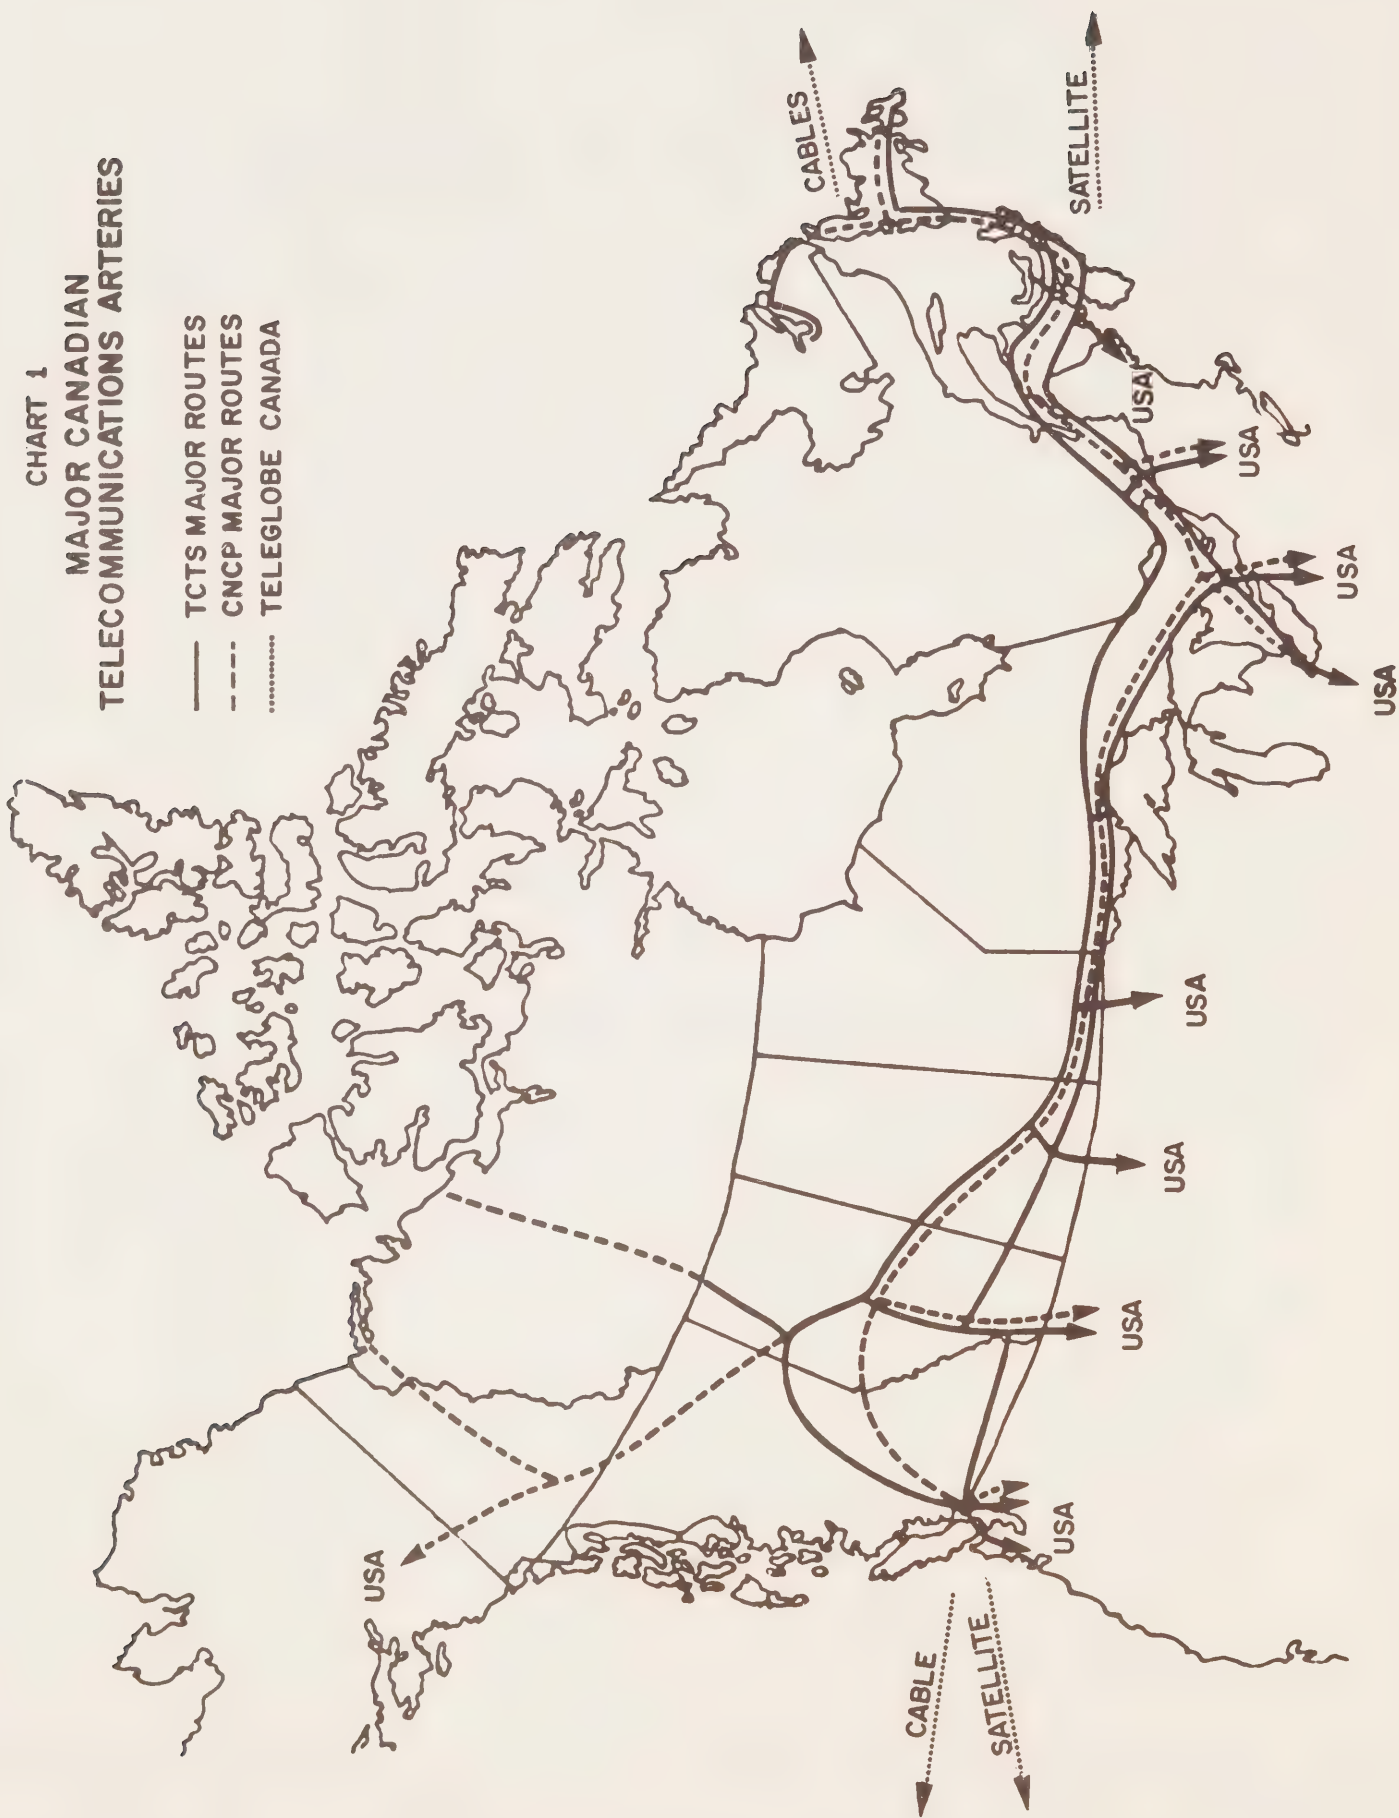 CHART 1
MAJOR CANADIAN
TELECOMMUNICATIONS ARTERIES
TCTS MAJOR ROUTES
CNCP MAJOR ROUTES
TELEGLOBE CANADA
USA
CABLES
SATELLITE
CABLE
SATELLITE
USA
USA
USA
USA
USA
USA
USA
USA